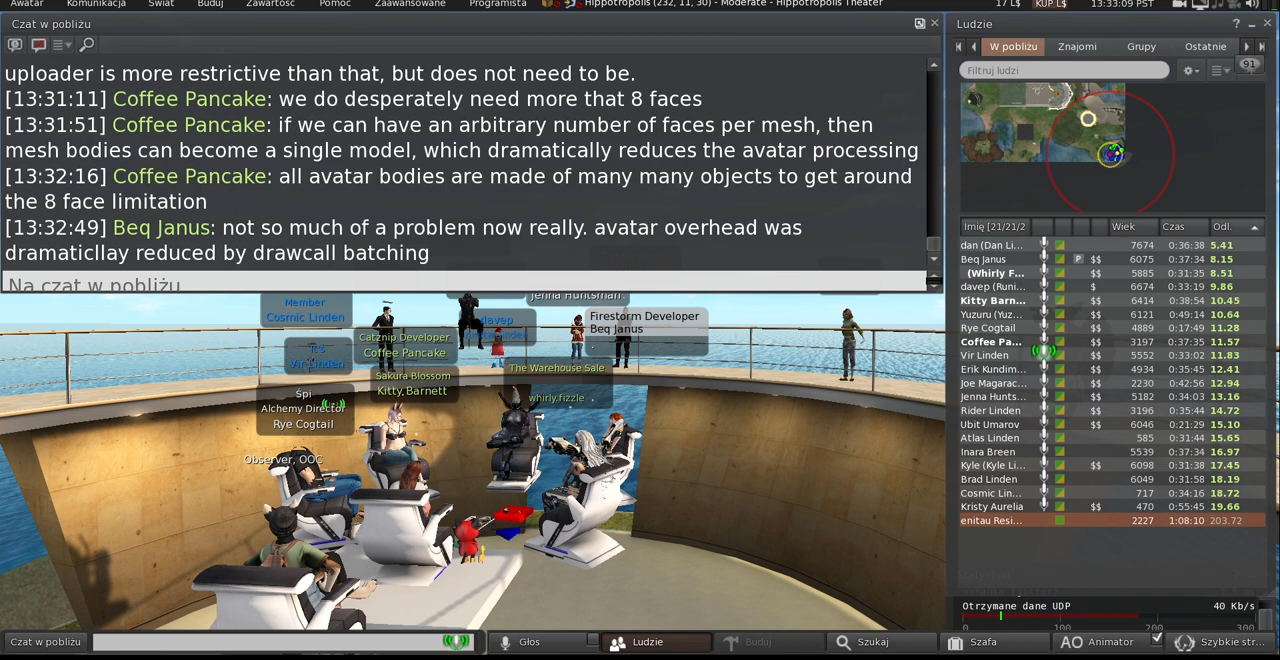 Awatar Komunikacja Świat Buduj Zawartość Pomoc Zaawansowane Programista Hippotropolis (232, 11, 30) - Moderate - Hippotropolis Theater 17 L$ KUP L$ 13:33:09 PST
Czat w pobliżu
uploader is more restrictive than that, but does not need to be.
[13:31:11] Coffee Pancake: we do desperately need more that 8 faces
[13:31:51] Coffee Pancake: if we can have an arbitrary number of faces per mesh, then
mesh bodies can become a single model, which dramatically reduces the avatar processing
[13:32:16] Coffee Pancake: all avatar bodies are made of many many objects to get around
the 8 face limitation
[13:32:49] Beq Janus: not so much of a problem now really. avatar overhead was
dramaticllay reduced by drawcall batching
Na czat w pobliżu
Member
Cosmic Linden
Jenna Huntsman
davep
Firestorm Developer
Beq Janus
Catznip Developer
Coffee Pancake
It's
Vir Linden
Sakura Blossom
Kitty Barnett
The Warehouse Sale
whirly.fizzle
Śpi
Alchemy Director
Rye Cogtail
Observer, OOC
Ludzie
W pobliżu Znajomi Grupy Ostatnie
Filtruj ludzi
91
Imię [21/21/2 Wiek Czas Odl.
dan (Dan Li... 7674 0:36:38 5.41
Beq Janus P $$ 6075 0:37:34 8.15
(Whirly F... $$ 5885 0:31:35 8.51
davep (Runi... $ 6674 0:33:19 9.86
Kitty Barn... $$ 6414 0:38:54 10.45
Yuzuru (Yuz... $$ 6121 0:49:14 10.64
Rye Cogtail $$ 4889 0:17:49 11.28
Coffee Pa... $$ 3197 0:37:35 11.57
Vir Linden $$ 5552 0:33:02 11.83
Erik Kundim... $$ 4934 0:35:45 12.41
Joe Magarac... $$ 2230 0:42:56 12.94
Jenna Hunts... $$ 5182 0:34:03 13.16
Rider Linden $$ 3196 0:35:44 14.72
Ubit Umarov $$ 6046 0:21:29 15.10
Atlas Linden 585 0:31:44 15.65
Inara Breen 5539 0:37:34 16.97
Kyle (Kyle Li... $$ 6098 0:31:38 17.45
Brad Linden 6049 0:31:58 18.19
Cosmic Lin... 717 0:34:16 18.72
Kristy Aurelia $$ 470 0:55:45 19.66
enitau Resi... 2227 1:08:10 203.72
Otrzymane dane UDP 40 Kb/s
0 100 200 300
Czat w pobliżu Głos Ludzie Buduj Szukaj Szafa AO Animator Szybkie str...